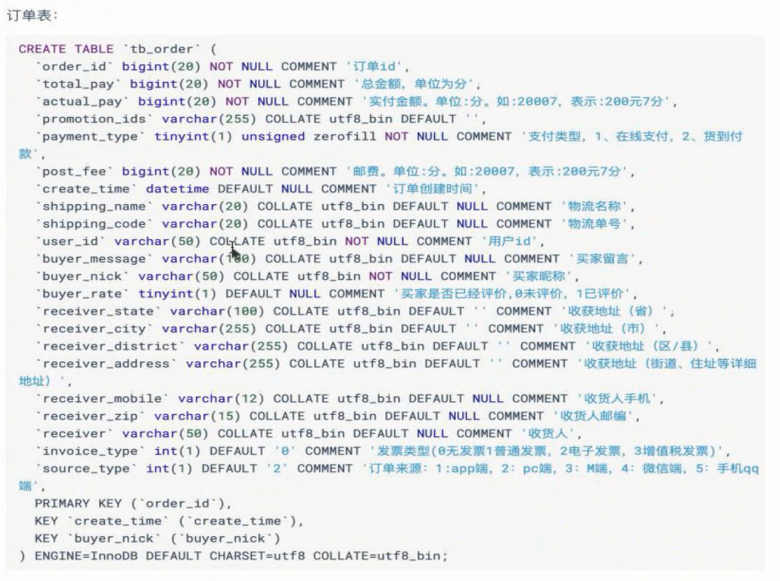 订单表：
CREATE TABLE `tb_order` (
`order_id` bigint(20) NOT NULL COMMENT '订单id',
`total_pay` bigint(20) NOT NULL COMMENT '总金额，单位为分',
`actual_pay` bigint(20) NOT NULL COMMENT '实付金额。单位:分。如:20007，表示:200元7分',
`promotion_ids` varchar(255) COLLATE utf8_bin DEFAULT '',
`payment_type` tinyint(1) unsigned zerofill NOT NULL COMMENT '支付类型，1、在线支付，2、货到付
款',
`post_fee` bigint(20) NOT NULL COMMENT '邮费。单位:分。如:20007，表示:200元7分',
`create_time` datetime DEFAULT NULL COMMENT '订单创建时间',
`shipping_name` varchar(20) COLLATE utf8_bin DEFAULT NULL COMMENT '物流名称',
`shipping_code` varchar(20) COLLATE utf8_bin DEFAULT NULL COMMENT '物流单号',
`user_id` varchar(50) COLLATE utf8_bin NOT NULL COMMENT '用户id',
`buyer_message` varchar(100) COLLATE utf8_bin DEFAULT NULL COMMENT '买家留言',
`buyer_nick` varchar(50) COLLATE utf8_bin NOT NULL COMMENT '买家昵称',
`buyer_rate` tinyint(1) DEFAULT NULL COMMENT '买家是否已经评价,0未评价，1已评价',
`receiver_state` varchar(100) COLLATE utf8_bin DEFAULT '' COMMENT '收获地址（省）',
`receiver_city` varchar(255) COLLATE utf8_bin DEFAULT '' COMMENT '收获地址（市）',
`receiver_district` varchar(255) COLLATE utf8_bin DEFAULT '' COMMENT '收获地址（区/县）',
`receiver_address` varchar(255) COLLATE utf8_bin DEFAULT '' COMMENT '收获地址（街道、住址等详细
地址）',
`receiver_mobile` varchar(12) COLLATE utf8_bin DEFAULT NULL COMMENT '收货人手机',
`receiver_zip` varchar(15) COLLATE utf8_bin DEFAULT NULL COMMENT '收货人邮编',
`receiver` varchar(50) COLLATE utf8_bin DEFAULT NULL COMMENT '收货人',
`invoice_type` int(1) DEFAULT '0' COMMENT '发票类型(0无发票1普通发票，2电子发票，3增值税发票)',
`source_type` int(1) DEFAULT '2' COMMENT '订单来源：1:app端，2：pc端，3：M端，4：微信端，5：手机qq
端',
PRIMARY KEY (`order_id`),
KEY `create_time` (`create_time`),
KEY `buyer_nick` (`buyer_nick`)
) ENGINE=InnoDB DEFAULT CHARSET=utf8 COLLATE=utf8_bin;